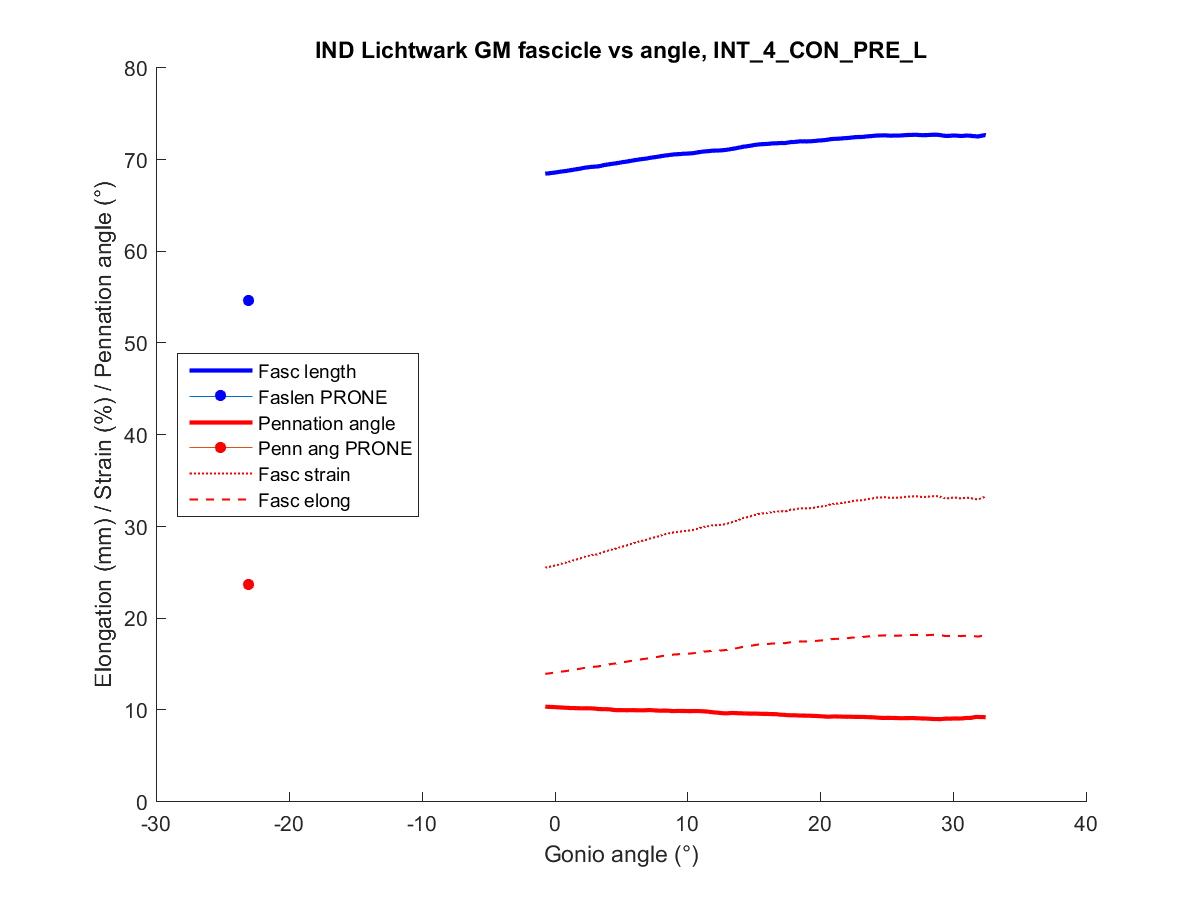 IND Lichtwark GM fascicle vs angle, INT_4_CON_PRE_L
Elongation (mm) / Strain (%) / Pennation angle (°)
80
70
60
50
40
30
20
10
0
Fasc length
Faslen PRONE
Pennation angle
Penn ang PRONE
Fasc strain
Fasc elong
-30
-20
-10
0
10
20
30
40
Gonio angle (°)